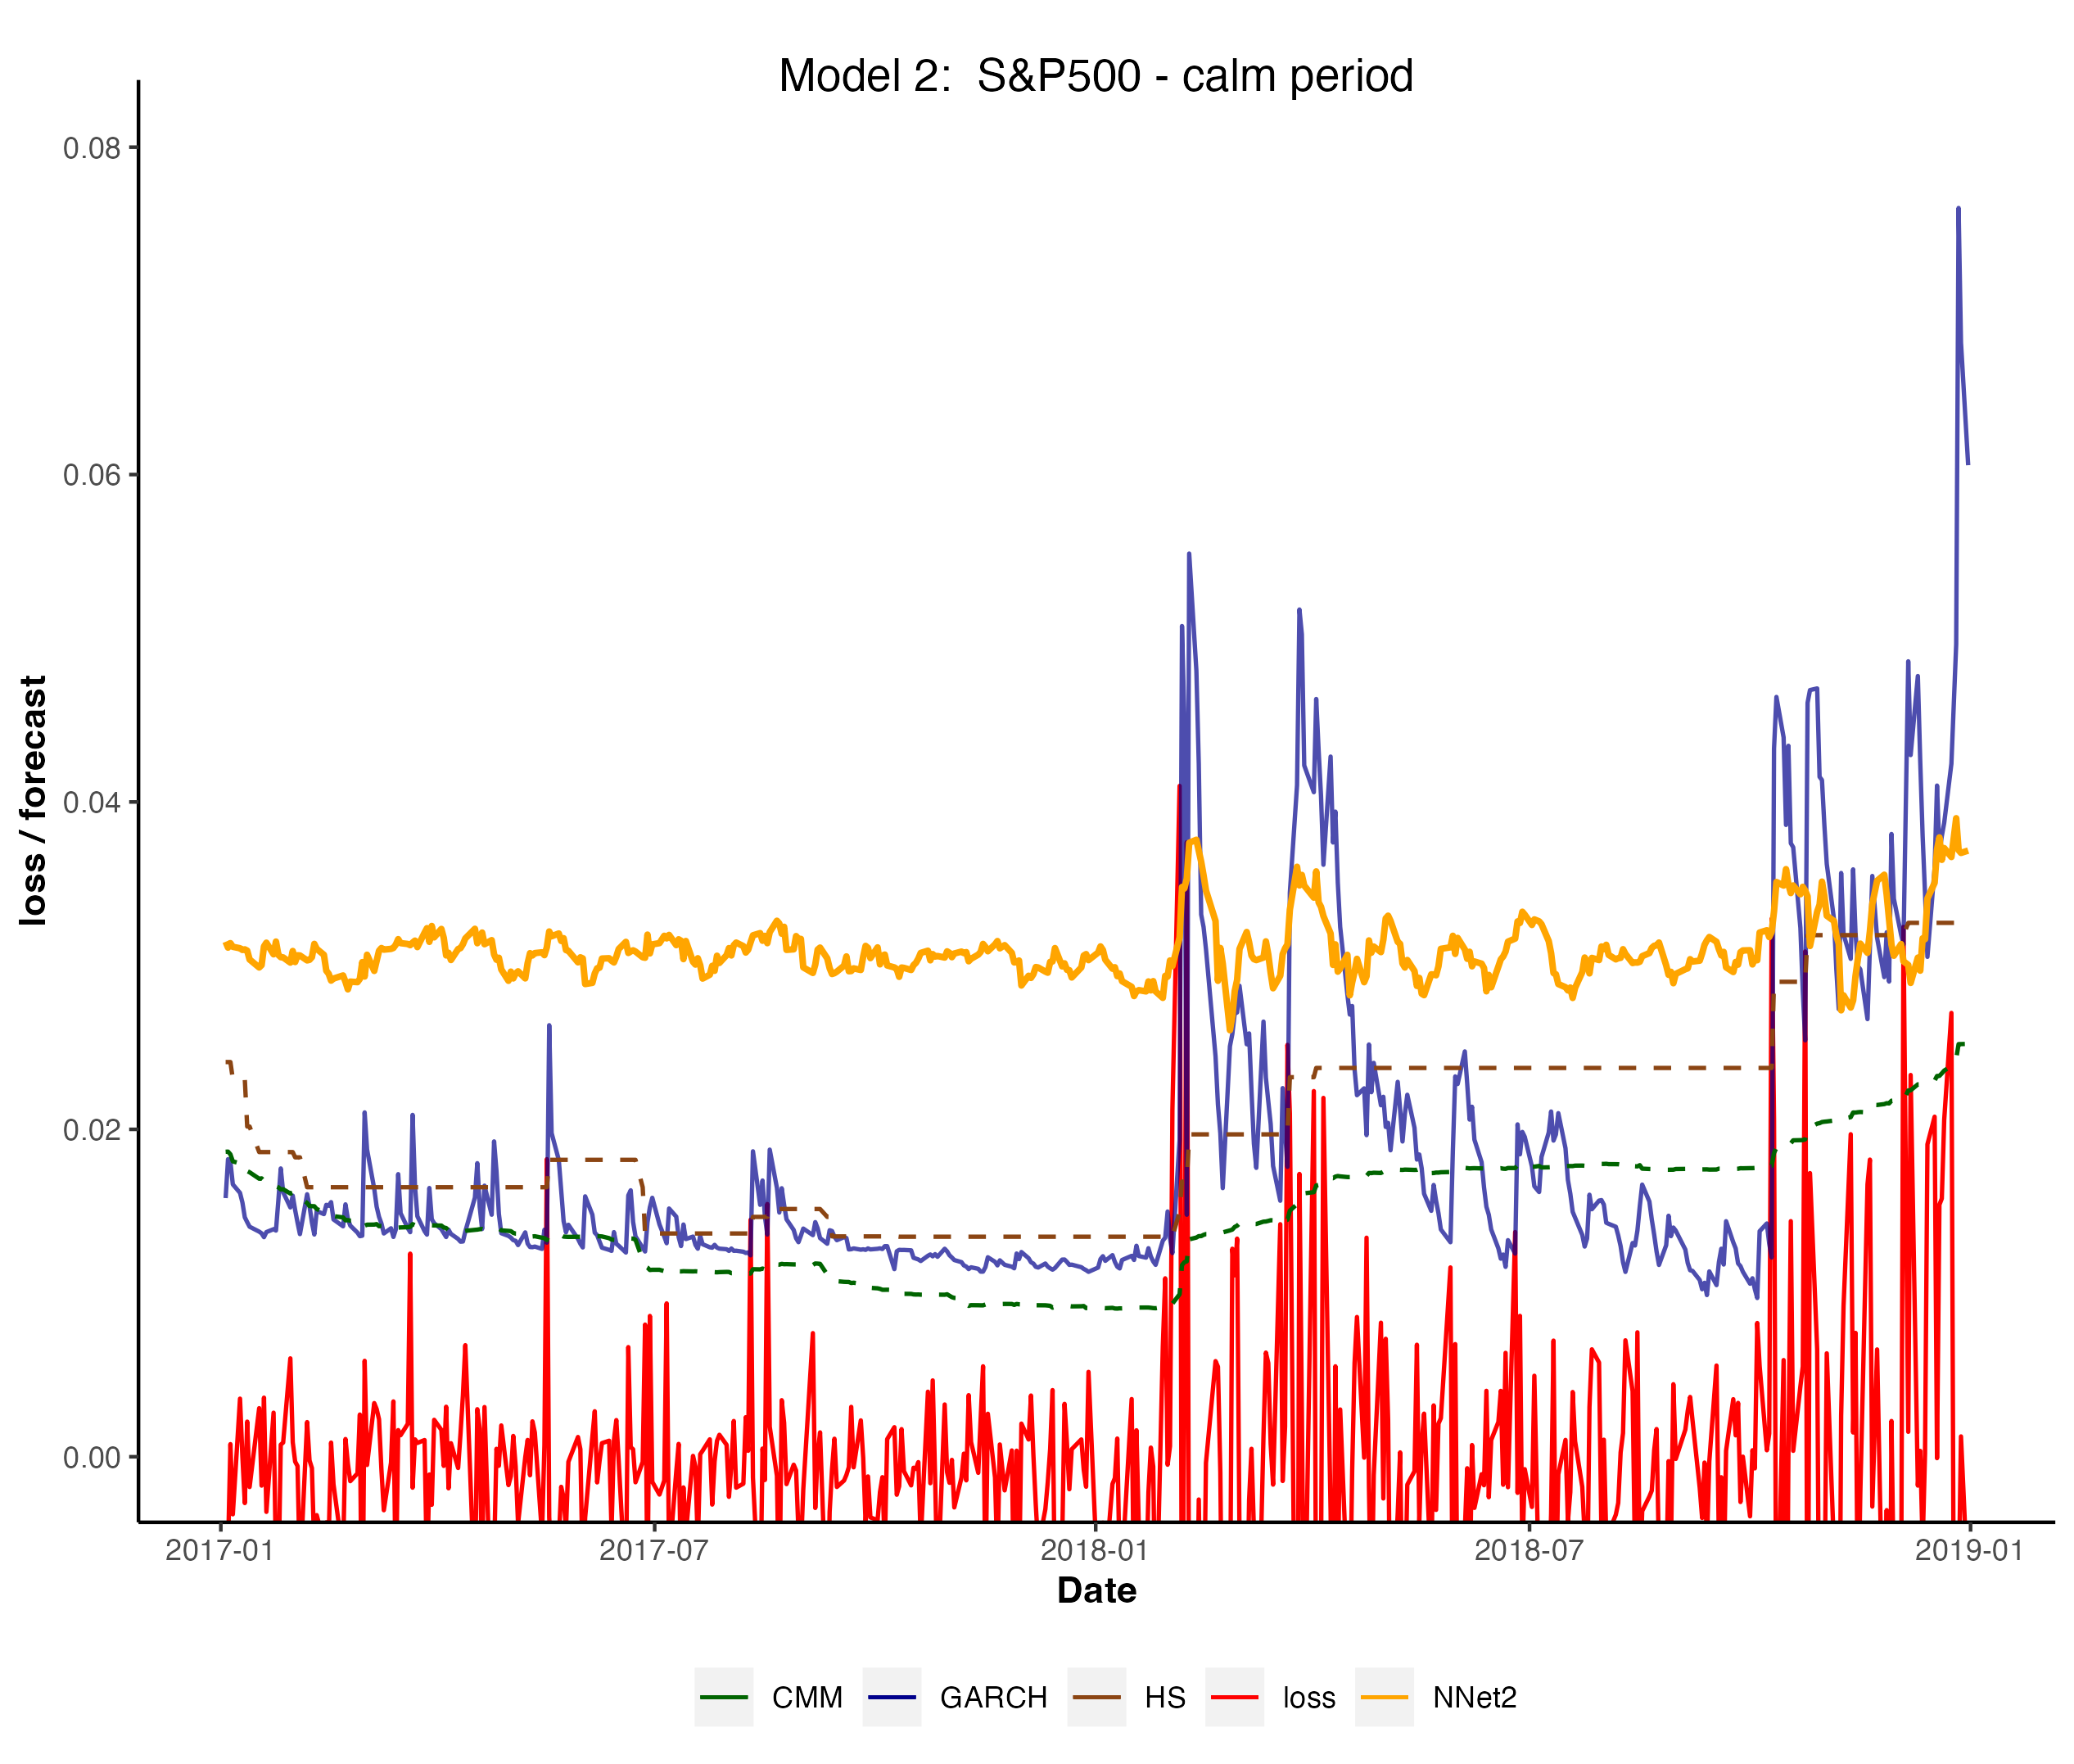 Model 2:  S&P500 - calm period
loss / forecast
0.08
0.06
0.04
0.02
0.00
2017-01 2017-07 2018-01 2018-07 2019-01
Date
CMM GARCH HS loss NNet2